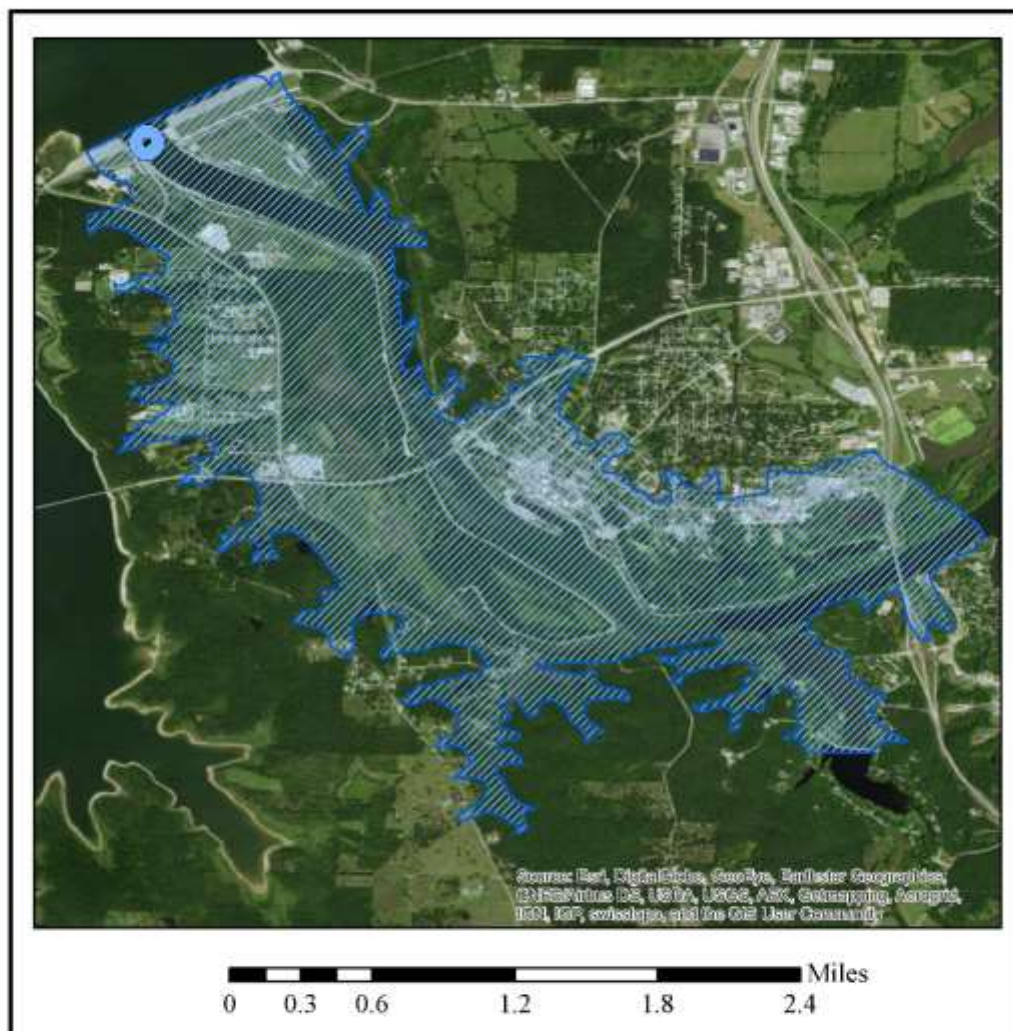 Source: Esri, DigitalGlobe, GeoEye, Earthstar Geographics,
CNES/Airbus DS, USDA, USGS, AEX, Getmapping, Aerogrid,
IGN, IGP, swisstopo, and the GIS User Community
Miles
0 0.3 0.6 1.2 1.8 2.4